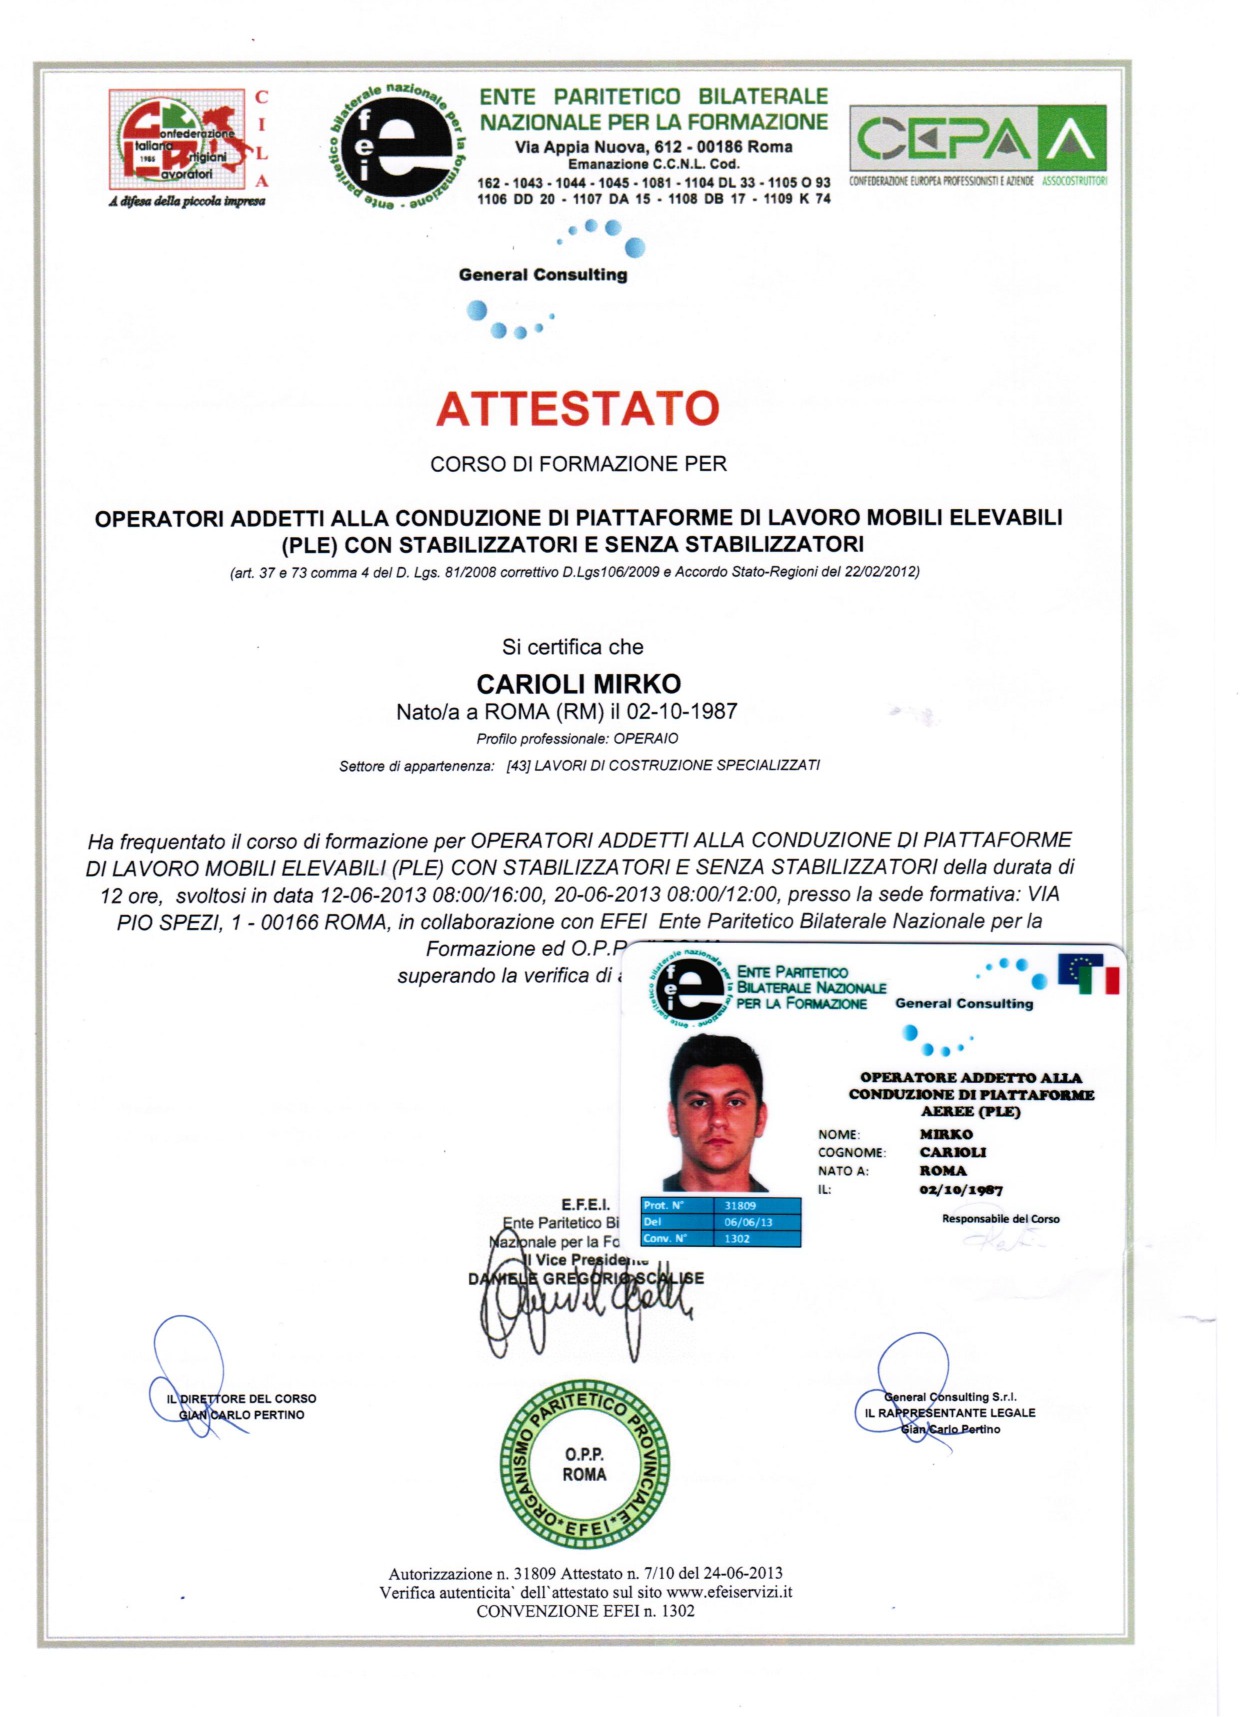 CILA
Confederazione
Italiana
1986 Artigiani
Lavoratori
A difesa della piccola impresa
ente paritetico bilaterale nazionale per la formazione
efei
ENTE PARITETICO BILATERALE
NAZIONALE PER LA FORMAZIONE
Via Appia Nuova, 612 - 00186 Roma
Emanazione C.C.N.L. Cod.
162 - 1043 - 1044 - 1045 - 1081 - 1104 DL 33 - 1105 O 93
1106 DD 20 - 1107 DA 15 - 1108 DB 17 - 1109 K 74
CEPA A
CONFEDERAZIONE EUROPEA PROFESSIONISTI E AZIENDE ASSOCOSTRUTTORI
General Consulting
ATTESTATO
CORSO DI FORMAZIONE PER
OPERATORI ADDETTI ALLA CONDUZIONE DI PIATTAFORME DI LAVORO MOBILI ELEVABILI
(PLE) CON STABILIZZATORI E SENZA STABILIZZATORI
(art. 37 e 73 comma 4 del D. Lgs. 81/2008 correttivo D.Lgs106/2009 e Accordo Stato-Regioni del 22/02/2012)
Si certifica che
CARIOLI MIRKO
Nato/a a ROMA (RM) il 02-10-1987
Profilo professionale: OPERAIO
Settore di appartenenza: [43] LAVORI DI COSTRUZIONE SPECIALIZZATI
Ha frequentato il corso di formazione per OPERATORI ADDETTI ALLA CONDUZIONE DI PIATTAFORME
DI LAVORO MOBILI ELEVABILI (PLE) CON STABILIZZATORI E SENZA STABILIZZATORI della durata di
12 ore, svoltosi in data 12-06-2013 08:00/16:00, 20-06-2013 08:00/12:00, presso la sede formativa: VIA
PIO SPEZI, 1 - 00166 ROMA, in collaborazione con EFEI Ente Paritetico Bilaterale Nazionale per la
Formazione ed O.P.P.
superando la verifica di
ente paritetico bilaterale nazionale per la formazione
efei
ENTE PARITETICO
BILATERALE NAZIONALE
PER LA FORMAZIONE
General Consulting
OPERATORE ADDETTO ALLA
CONDUZIONE DI PIATTAFORME
AEREE (PLE)
NOME: MIRKO
COGNOME: CARIOLI
NATO A: ROMA
IL: 02/10/1987
Prot. N° 31809
Del 06/06/13
Conv. N° 1302
Responsabile del Corso
E.F.E.I.
Ente Paritetico Bi
Nazionale per la Fo
Il Vice Presidente
DANIELE GREGORIO SCALISE
IL DIRETTORE DEL CORSO
GIAN CARLO PERTINO
General Consulting S.r.l.
IL RAPPRESENTANTE LEGALE
Gian Carlo Pertino
ORGANISMO PARITETICO PROVINCIALE
*EFEI*
O.P.P.
ROMA
Autorizzazione n. 31809 Attestato n. 7/10 del 24-06-2013
Verifica autenticita` dell`attestato sul sito www.efeiservizi.it
CONVENZIONE EFEI n. 1302